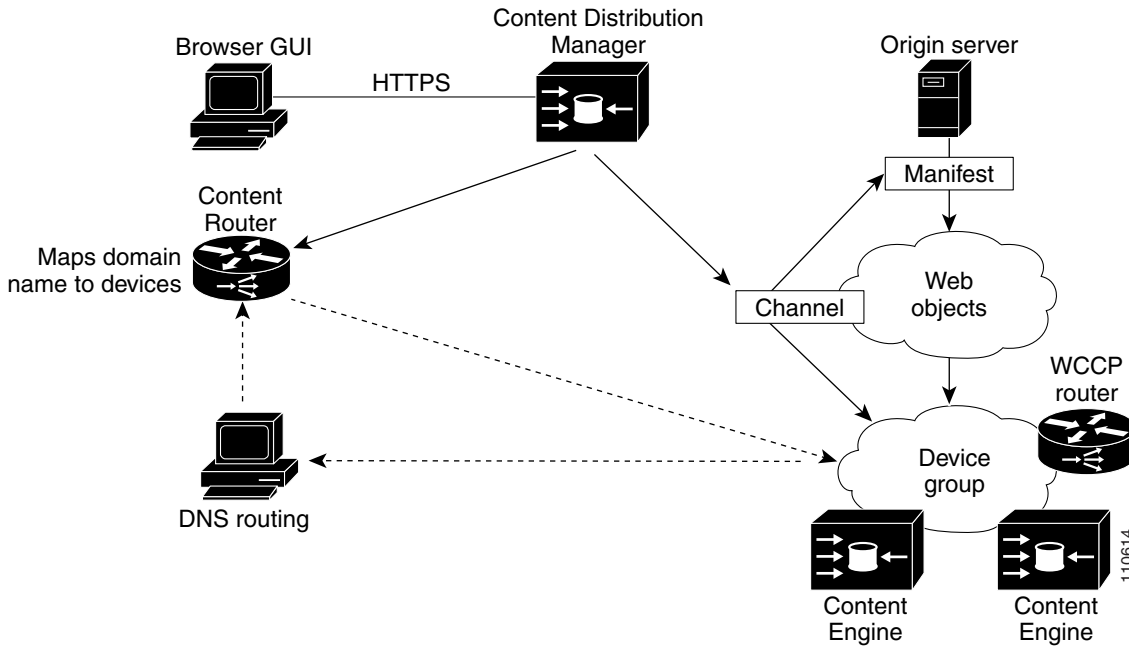 Content Distribution
Manager
Browser GUI
Origin server
HTTPS
Manifest
Content
Router
Maps domain
name to devices
Web
objects
Channel
WCCP
router
Device
group
DNS routing
110614
Content
Engine
Content
Engine